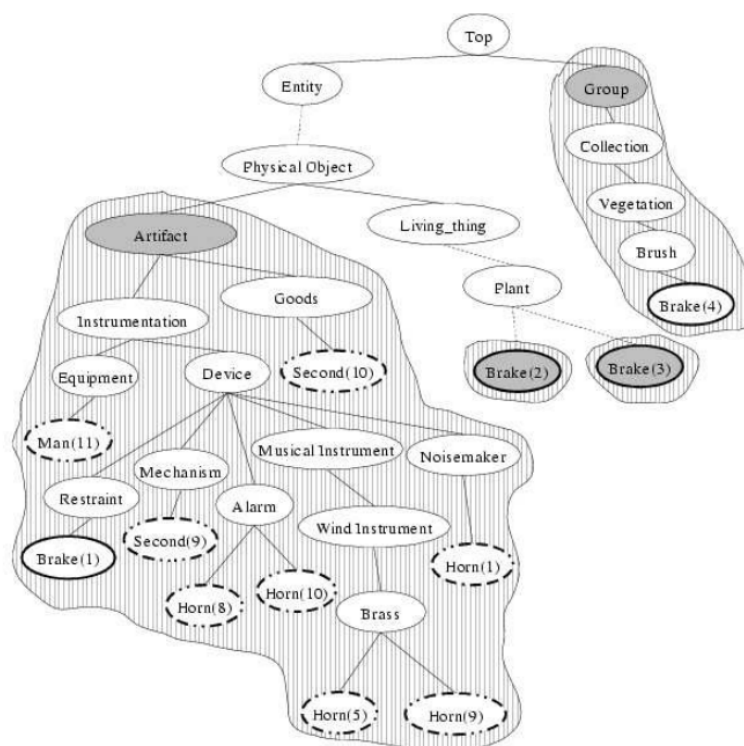 Top
Entity
Group
Physical Object
Collection
Artifact
Living_thing
Vegetation
Brush
Goods
Plant
Brake(4)
Instrumentation
Equipment
Device
Second(10)
Brake(2)
Brake(3)
Man(11)
Mechanism
Musical Instrument
Noisemaker
Restraint
Alarm
Wind Instrument
Brake(1)
Second(9)
Horn(8)
Horn(10)
Horn(1)
Brass
Horn(5)
Horn(9)